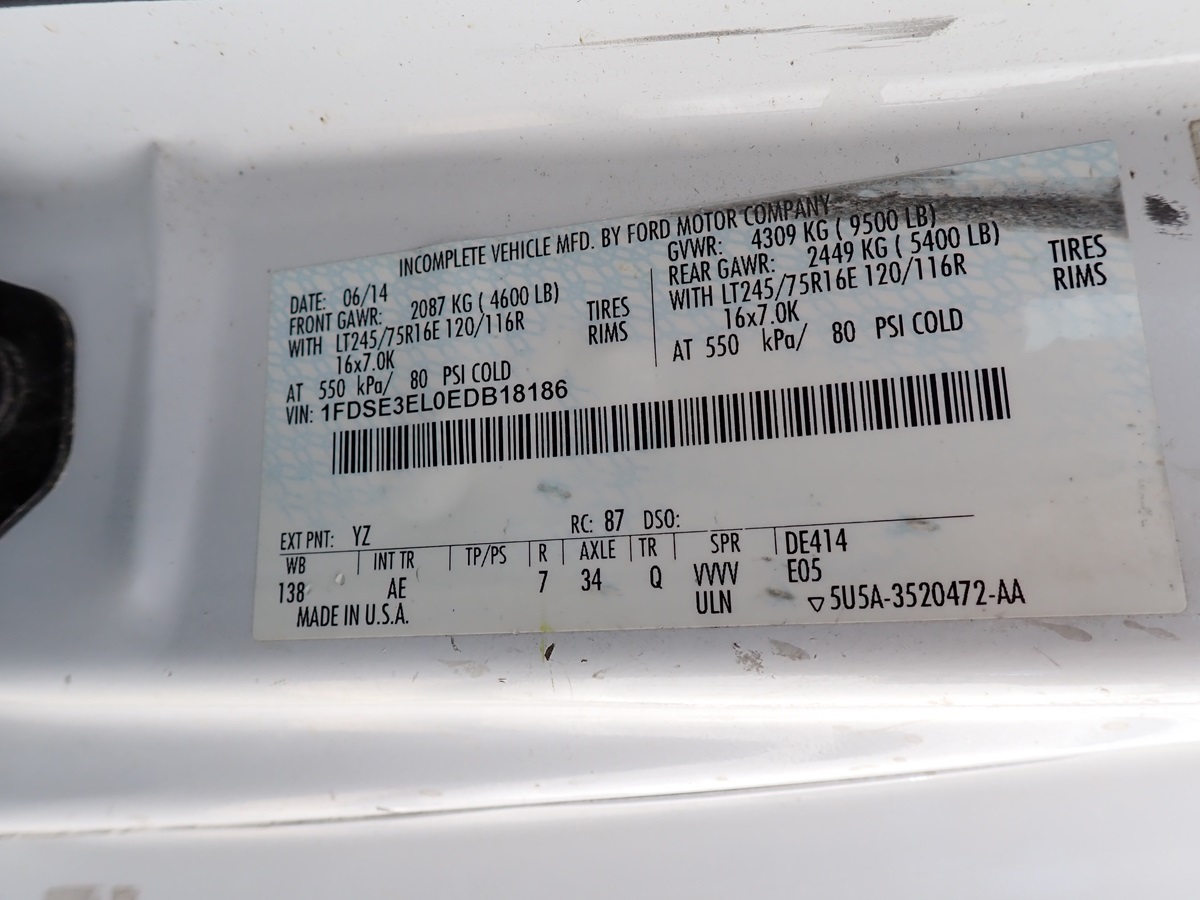 INCOMPLETE VEHICLE MFD. BY FORD MOTOR COMPANY
DATE: 06/14
FRONT GAWR: 2087 KG ( 4600 LB)
WITH LT245/75R16E 120/116R TIRES
16x7.0K RIMS
AT 550 kPa/ 80 PSI COLD
GVWR: 4309 KG ( 9500 LB)
REAR GAWR: 2449 KG ( 5400 LB)
WITH LT245/75R16E 120/116R TIRES
16x7.0K RIMS
AT 550 kPa/ 80 PSI COLD
VIN: 1FDSE3EL0EDB18186
EXT PNT: YZ RC: 87 DSO:
WB INT TR TP/PS R AXLE TR SPR DE414
138 AE 7 34 Q VVVV E05
MADE IN U.S.A. ULN ▽5U5A-3520472-AA